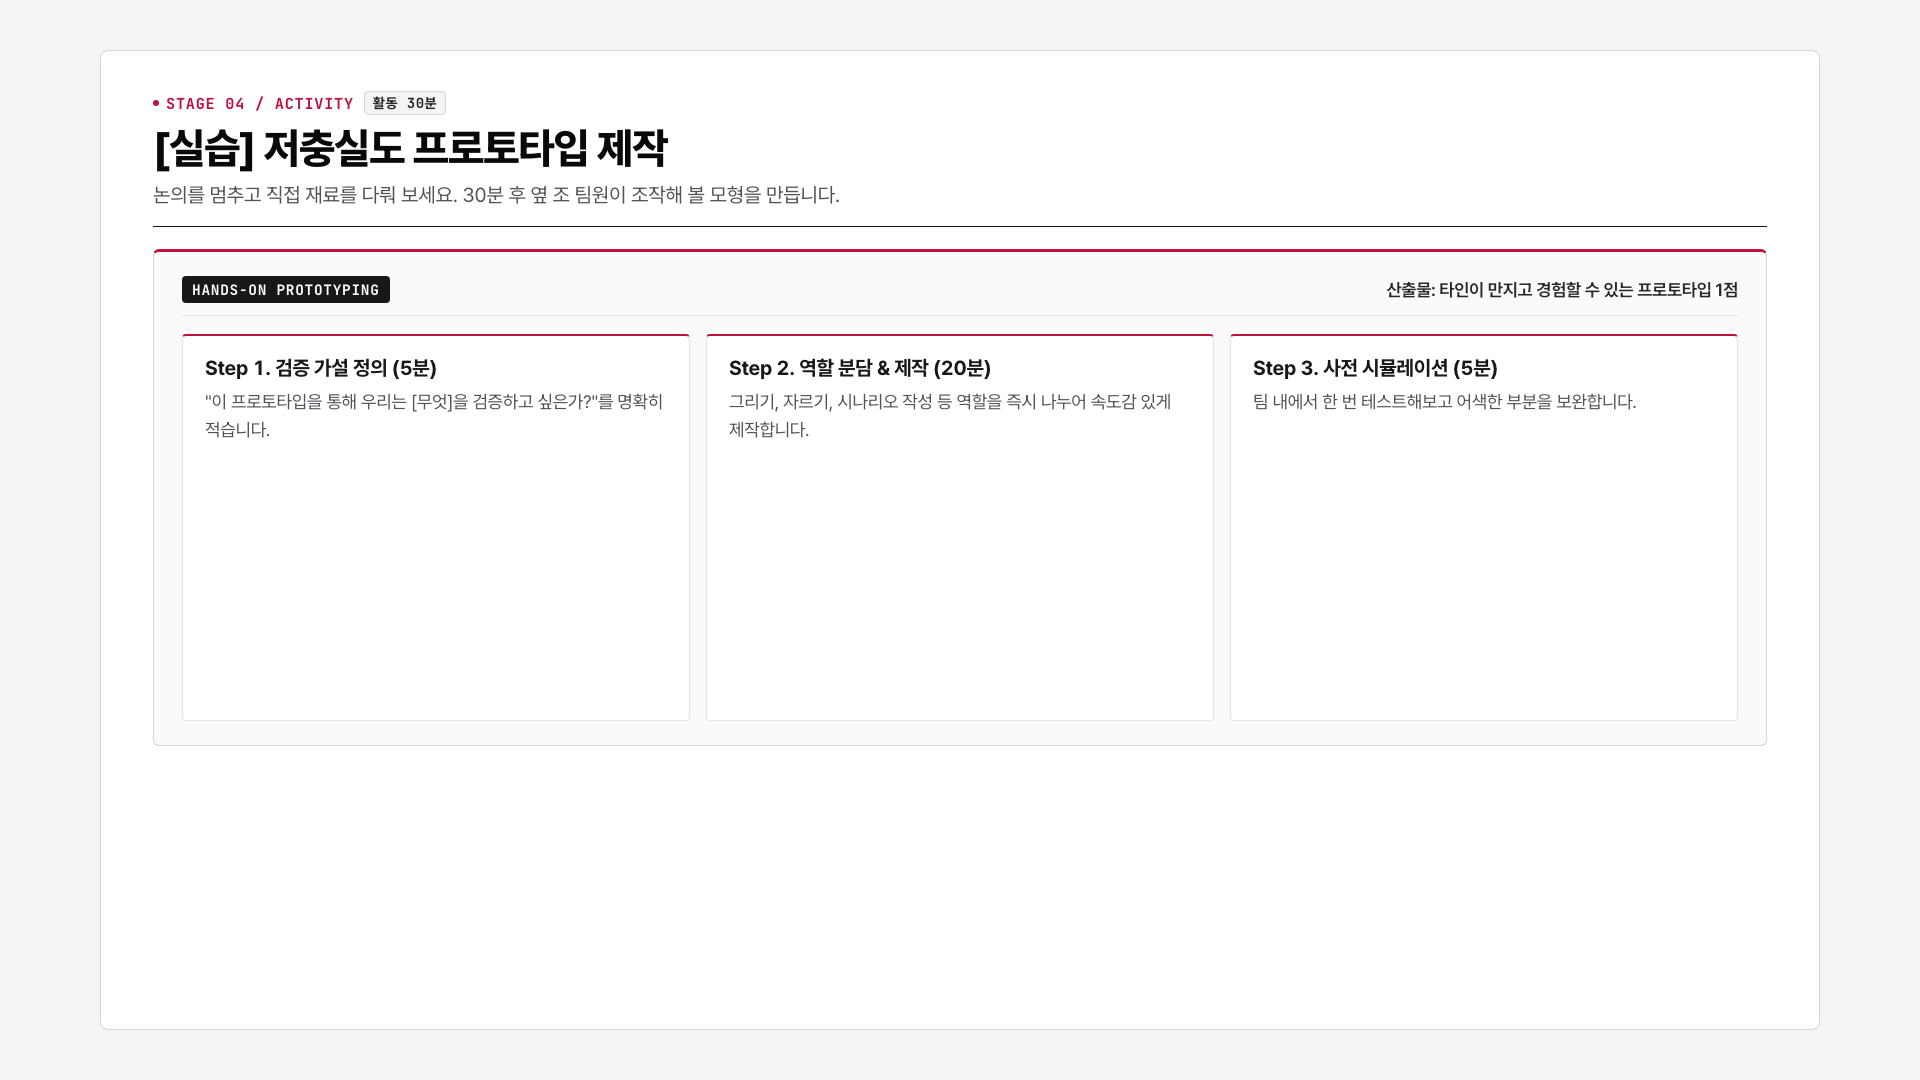 STAGE 04 / ACTIVITY 활동 30분
[실습] 저충실도 프로토타입 제작
논의를 멈추고 직접 재료를 다뤄 보세요. 30분 후 옆 조 팀원이 조작해 볼 모형을 만듭니다.
HANDS-ON PROTOTYPING
산출물: 타인이 만지고 경험할 수 있는 프로토타입 1점
Step 1. 검증 가설 정의 (5분)
"이 프로토타입을 통해 우리는 [무엇]을 검증하고 싶은가?"를 명확히
적습니다.
Step 2. 역할 분담 & 제작 (20분)
그리기, 자르기, 시나리오 작성 등 역할을 즉시 나누어 속도감 있게
제작합니다.
Step 3. 사전 시뮬레이션 (5분)
팀 내에서 한 번 테스트해보고 어색한 부분을 보완합니다.